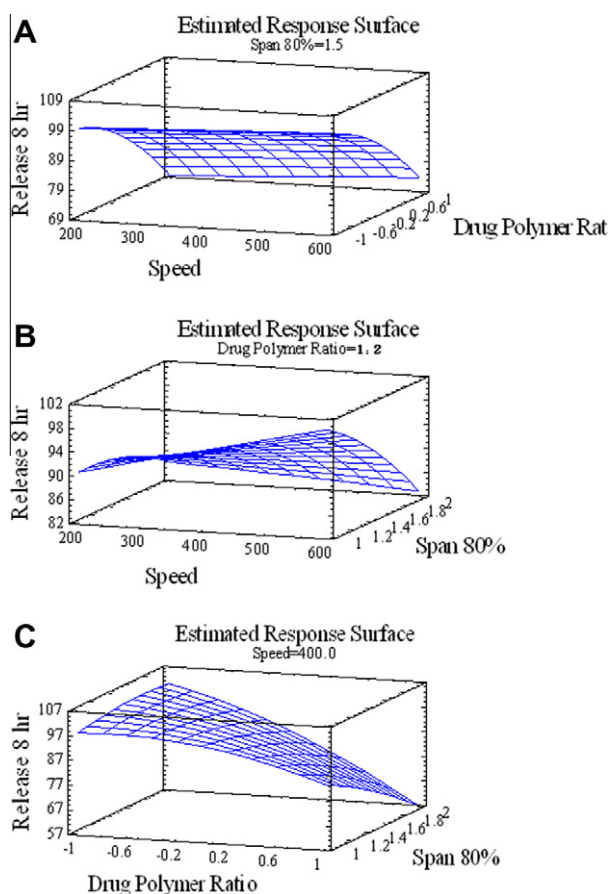 A
Estimated Response Surface
Span 80%=1.5
Release 8 hr
109
99
89
79
69
200
300
400
500
600
Speed
-1
-0.6
-0.2
0.2
0.6
1
Drug Polymer Rat
B
Estimated Response Surface
Drug Polymer Ratio=1:2
Release 8 hr
102
98
94
90
86
82
200
300
400
500
600
Speed
1
1.2
1.4
1.6
1.8
2
Span 80%
C
Estimated Response Surface
Speed=400.0
Release 8 hr
107
97
87
77
67
57
-1
-0.6
-0.2
0.2
0.6
1
Drug Polymer Ratio
1
1.2
1.4
1.6
1.8
2
Span 80%